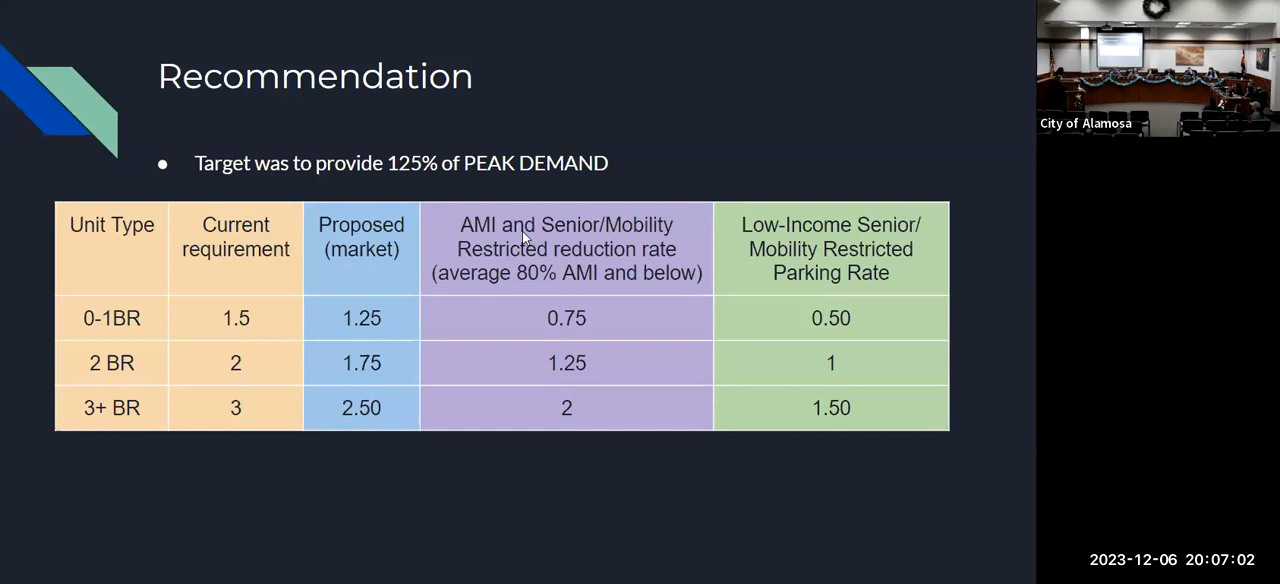 Recommendation
● Target was to provide 125% of PEAK DEMAND
Unit Type
Current
requirement
Proposed
(market)
AMI and Senior/Mobility
Restricted reduction rate
(average 80% AMI and below)
Low-Income Senior/
Mobility Restricted
Parking Rate
0-1BR 1.5 1.25 0.75 0.50
2 BR 2 1.75 1.25 1
3+ BR 3 2.50 2 1.50
City of Alamosa
2023-12-06 20:07:02